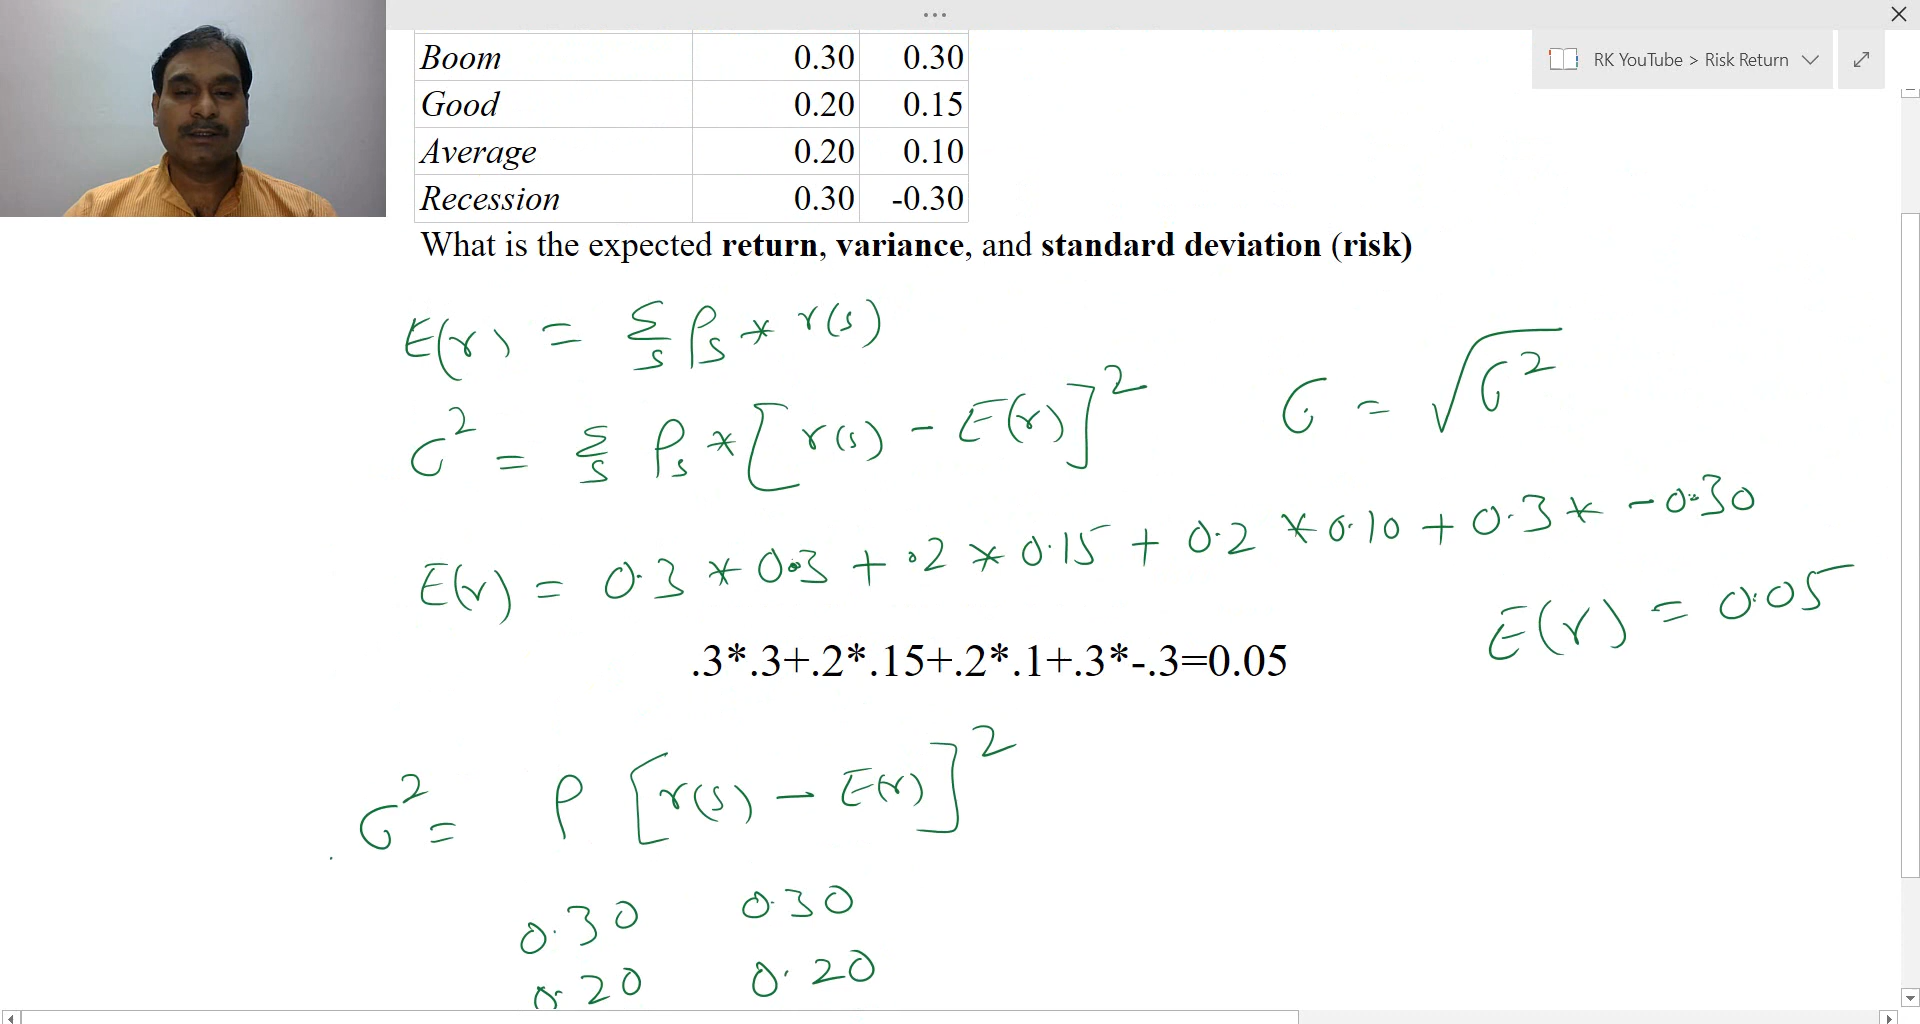 ...
RK YouTube > Risk Return
Boom 0.30 0.30
Good 0.20 0.15
Average 0.20 0.10
Recession 0.30 -0.30
What is the expected return, variance, and standard deviation (risk)
E(r) = Σs Ps * r(s)
σ² = Σs Ps * [r(s) - E(r)]²
σ = √σ²
E(r) = 0.3 * 0.3 + .2 * 0.15 + 0.2 * 0.10 + 0.3 * -0.30
E(r) = 0.05
.3*.3+.2*.15+.2*.1+.3*-.3=0.05
σ² = P [r(s) - E(r)]²
0.30 0.30
0.20 0.20